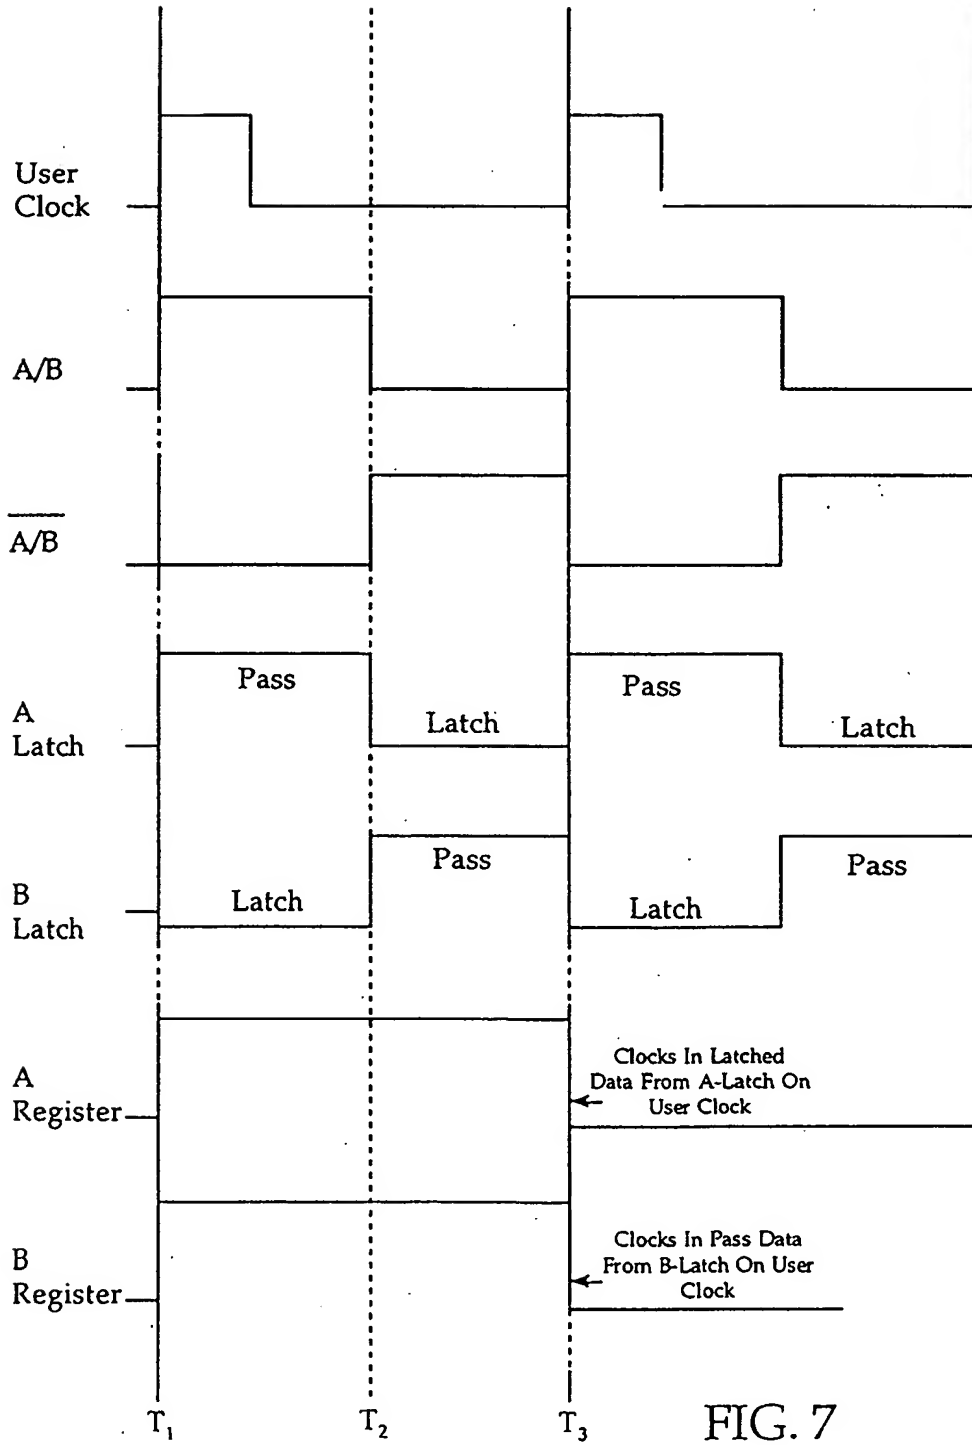 User
Clock
A/B
A/B
Pass
Pass
A
Latch
Latch
Latch
Pass
Pass
B
Latch
Latch
Latch
Clocks In Latched
Data From A-Latch On
User Clock
A
Register
Clocks In Pass Data
From B-Latch On User
Clock
B
Register
T₁
T₂
T₃
FIG. 7